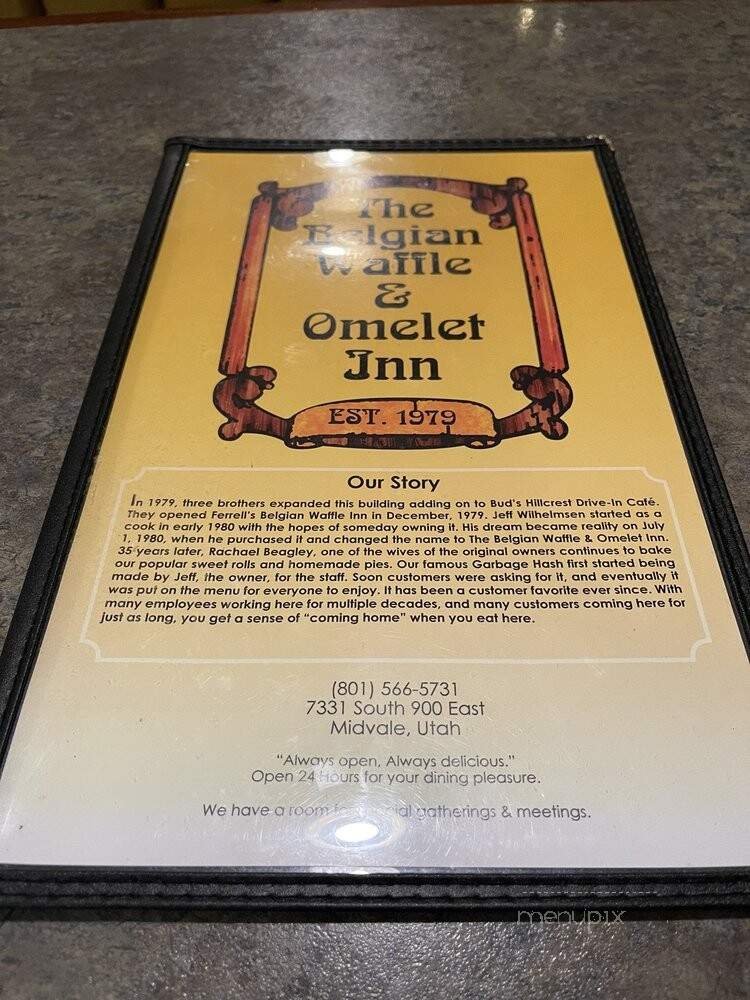 The
Belgian
Waffle
&
Omelet
Inn
EST. 1979
Our Story
In 1979, three brothers expanded this building adding on to Bud's Hillcrest Drive-In Café.
They opened Ferrell's Belgian Waffle Inn in December, 1979. Jeff Wilhelmsen started as a
cook in early 1980 with the hopes of someday owning it. His dream became reality on July
1, 1980, when he purchased it and changed the name to The Belgian Waffle & Omelet Inn.
35 years later, Rachael Beagley, one of the wives of the original owners continues to bake
our popular sweet rolls and homemade pies. Our famous Garbage Hash first started being
made by Jeff, the owner, for the staff. Soon customers were asking for it, and eventually it
was put on the menu for everyone to enjoy. It has been a customer favorite ever since. With
many employees working here for multiple decades, and many customers coming here for
just as long, you get a sense of "coming home" when you eat here.
(801) 566-5731
7331 South 900 East
Midvale, Utah
"Always open, Always delicious."
Open 24 Hours for your dining pleasure.
We have a room for special gatherings & meetings.
menupix